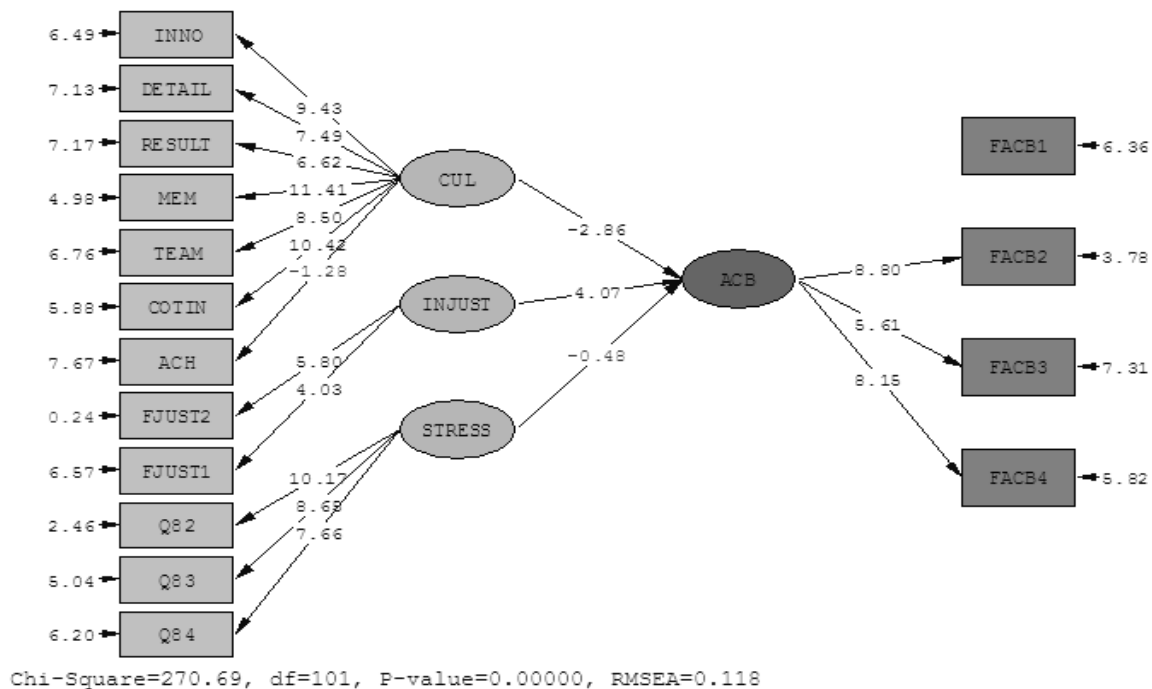 6.49 INNO
7.13 DETAIL
7.17 RESULT
4.98 MEM
6.76 TEAM
5.88 COTIN
7.67 ACH
0.24 FJUST2
6.57 FJUST1
2.46 Q82
5.04 Q83
6.20 Q84
9.43
7.49
6.62
11.41
8.50
10.42
-1.28
5.80
4.03
10.17
8.68
7.66
CUL
INJUST
STRESS
-2.86
4.07
-0.48
ACB
8.80
5.61
8.15
FACB1 6.36
FACB2 3.78
FACB3 7.31
FACB4 5.82
Chi-Square=270.69, df=101, P-value=0.00000, RMSEA=0.118